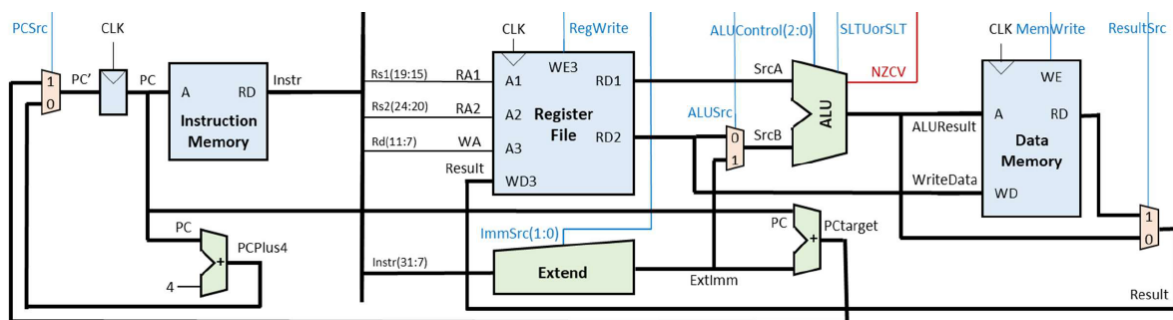 PCSrc
CLK
1
0
PC'
PC
A
RD
Instruction
Memory
Instr
PC
PCPlus4
+
4
Rs1(19:15)
RA1
Rs2(24:20)
RA2
Rd(11:7)
WA
Result
CLK
RegWrite
WE3
A1
RD1
A2
Register
File
RD2
A3
WD3
ImmSrc(1:0)
Instr(31:7)
Extend
ExtImm
ALUControl(2:0)
SLTUorSLT
NZCV
SrcA
ALUSrc
0
1
SrcB
ALU
PC
+
PCtarget
ALUResult
WriteData
CLK
MemWrite
WE
A
RD
Data
Memory
WD
ResultSrc
1
0
Result